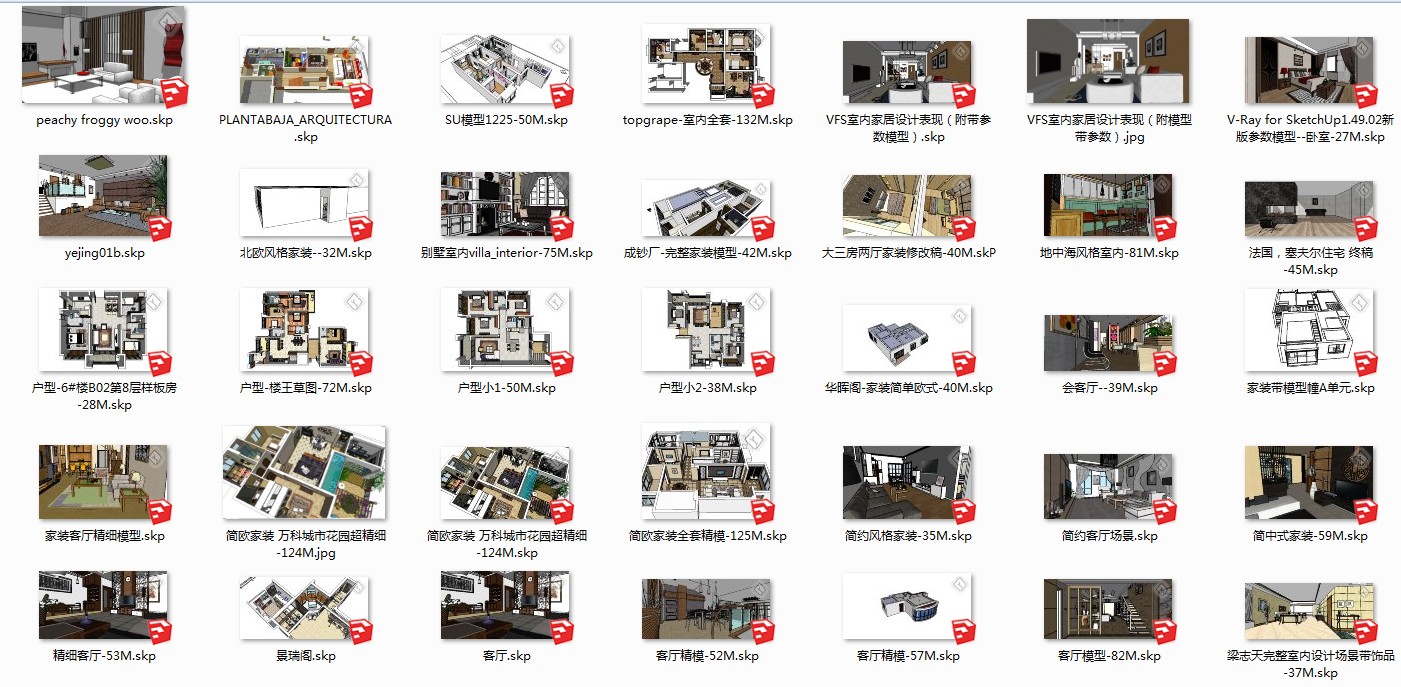 peachy froggy woo.skp
PLANTABAJA_ARQUITECTURA
.skp
SU模型1225-50M.skp
topgrape-室内全套-132M.skp
VFS室内家居设计表现（附带参
数模型）.skp
VFS室内家居设计表现（附模型
带参数）.jpg
V-Ray for SketchUp1.49.02新
版参数模型--卧室-27M.skp
yejing01b.skp
北欧风格家装--32M.skp
别墅室内villa_interior-75M.skp
成钞厂-完整家装模型-42M.skp
大三房两厅家装修改稿-40M.skP
地中海风格室内-81M.skp
法国，塞夫尔住宅 终稿
-45M.skp
户型-6#楼B02第8层样板房
-28M.skp
户型-楼王草图-72M.skp
户型小1-50M.skp
户型小2-38M.skp
华晖阁-家装简单欧式-40M.skp
会客厅--39M.skp
家装带模型幢A单元.skp
家装客厅精细模型.skp
简欧家装 万科城市花园超精细
-124M.jpg
简欧家装 万科城市花园超精细
-124M.skp
简欧家装全套精模-125M.skp
简约风格家装-35M.skp
简约客厅场景.skp
简中式家装-59M.skp
精细客厅-53M.skp
景瑞阁.skp
客厅.skp
客厅精模-52M.skp
客厅精模-57M.skp
客厅模型-82M.skp
梁志天完整室内设计场景带饰品
-37M.skp